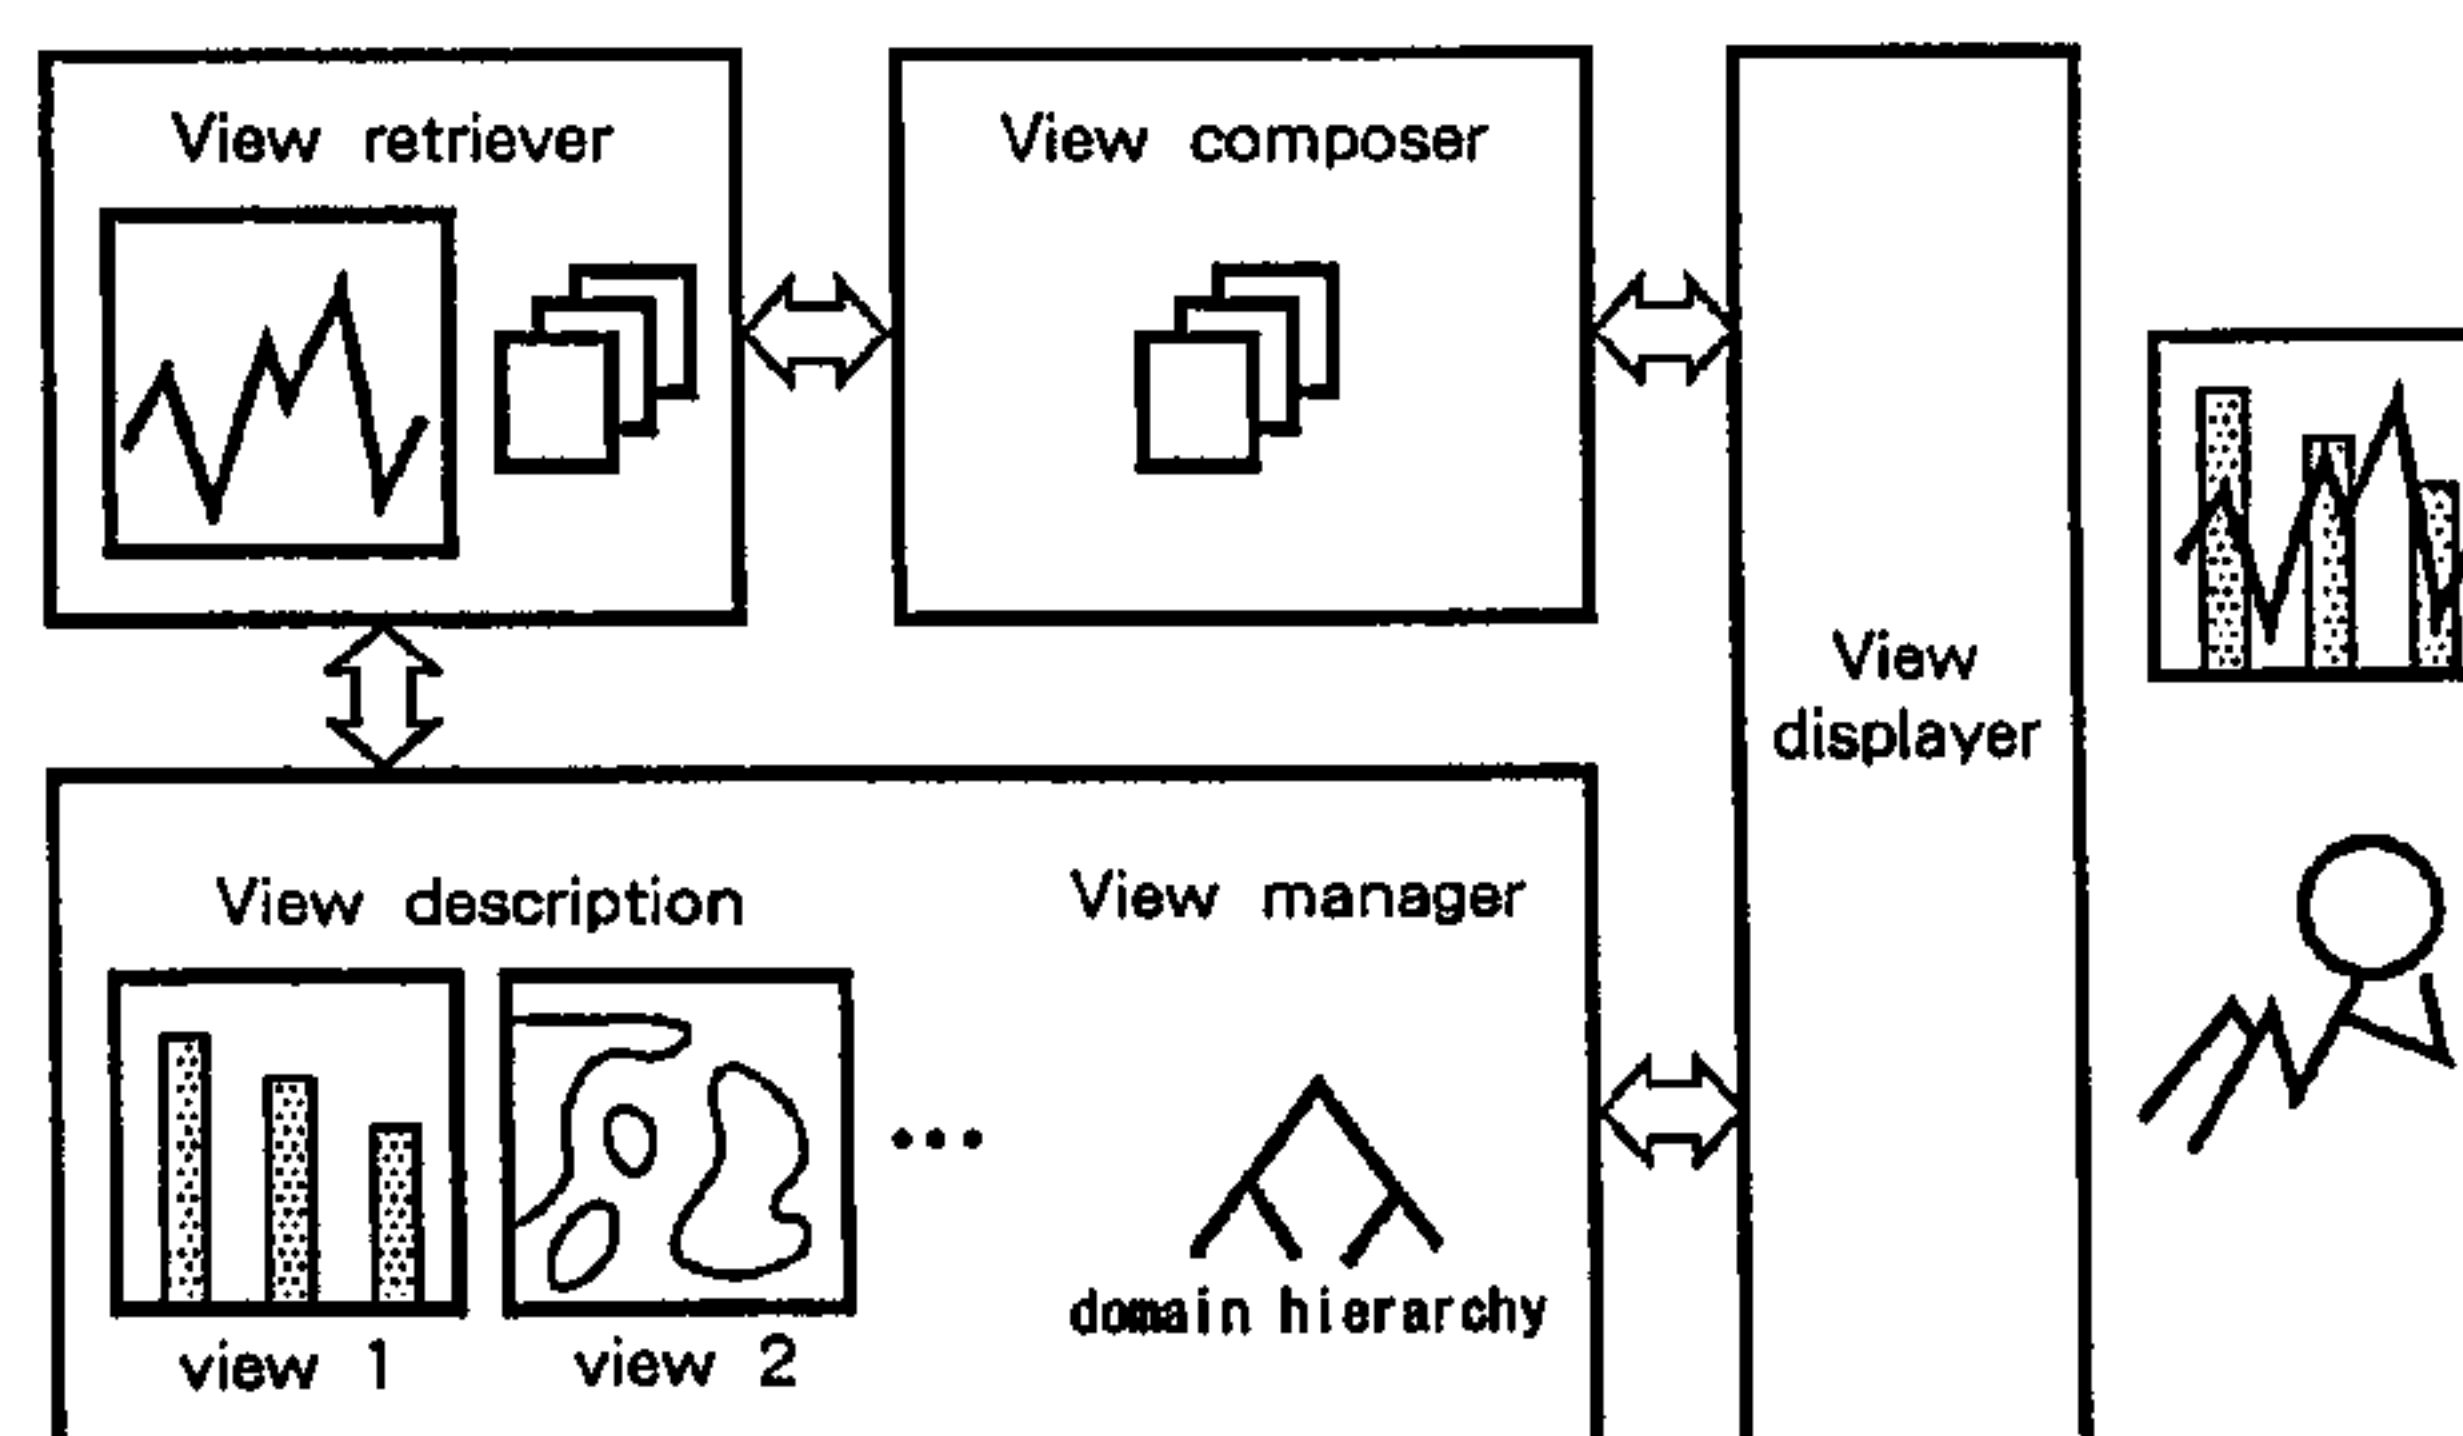 View retriever
View composer
View
displayer
View description
View manager
...
domain hierarchy
view 1
view 2